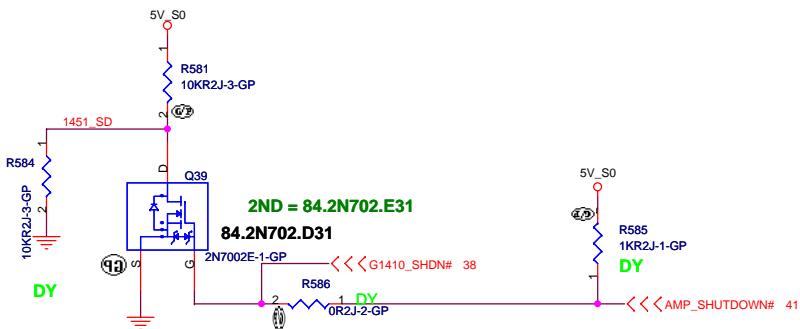 5V_S0
1
R581
10KR2J-3-GP
2
1451_SD
1
R584
10KR2J-3-GP
2
DY
D
Q39
2ND = 84.2N702.E31
84.2N702.D31
2N7002E-1-GP
S
G
G1410_SHDN# 38
R586
2
1
DY
0R2J-2-GP
5V_S0
2
R585
1KR2J-1-GP
DY
1
AMP_SHUTDOWN# 41